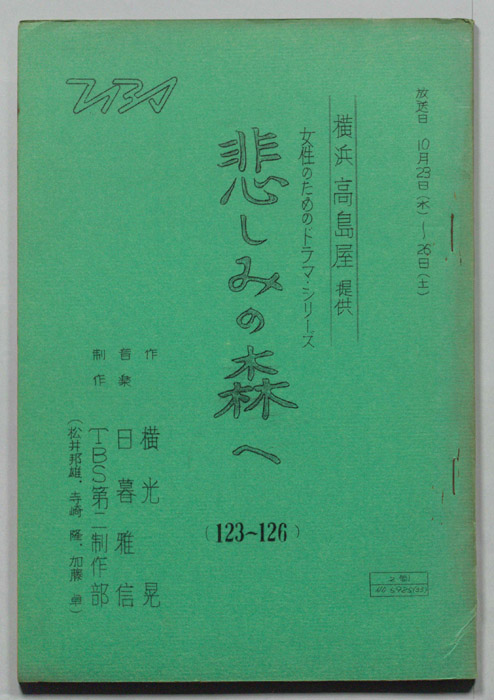 放送日 10月23日(水)~26日(土)
横浜 高島屋 提供
女性のためのドラマ・シリーズ
悲しみの森へ
(123~126)
作 横光 晃
音楽 日暮雅信
制作 TBS第二制作部
(松井邦雄、寺崎 隆、加藤
TBS